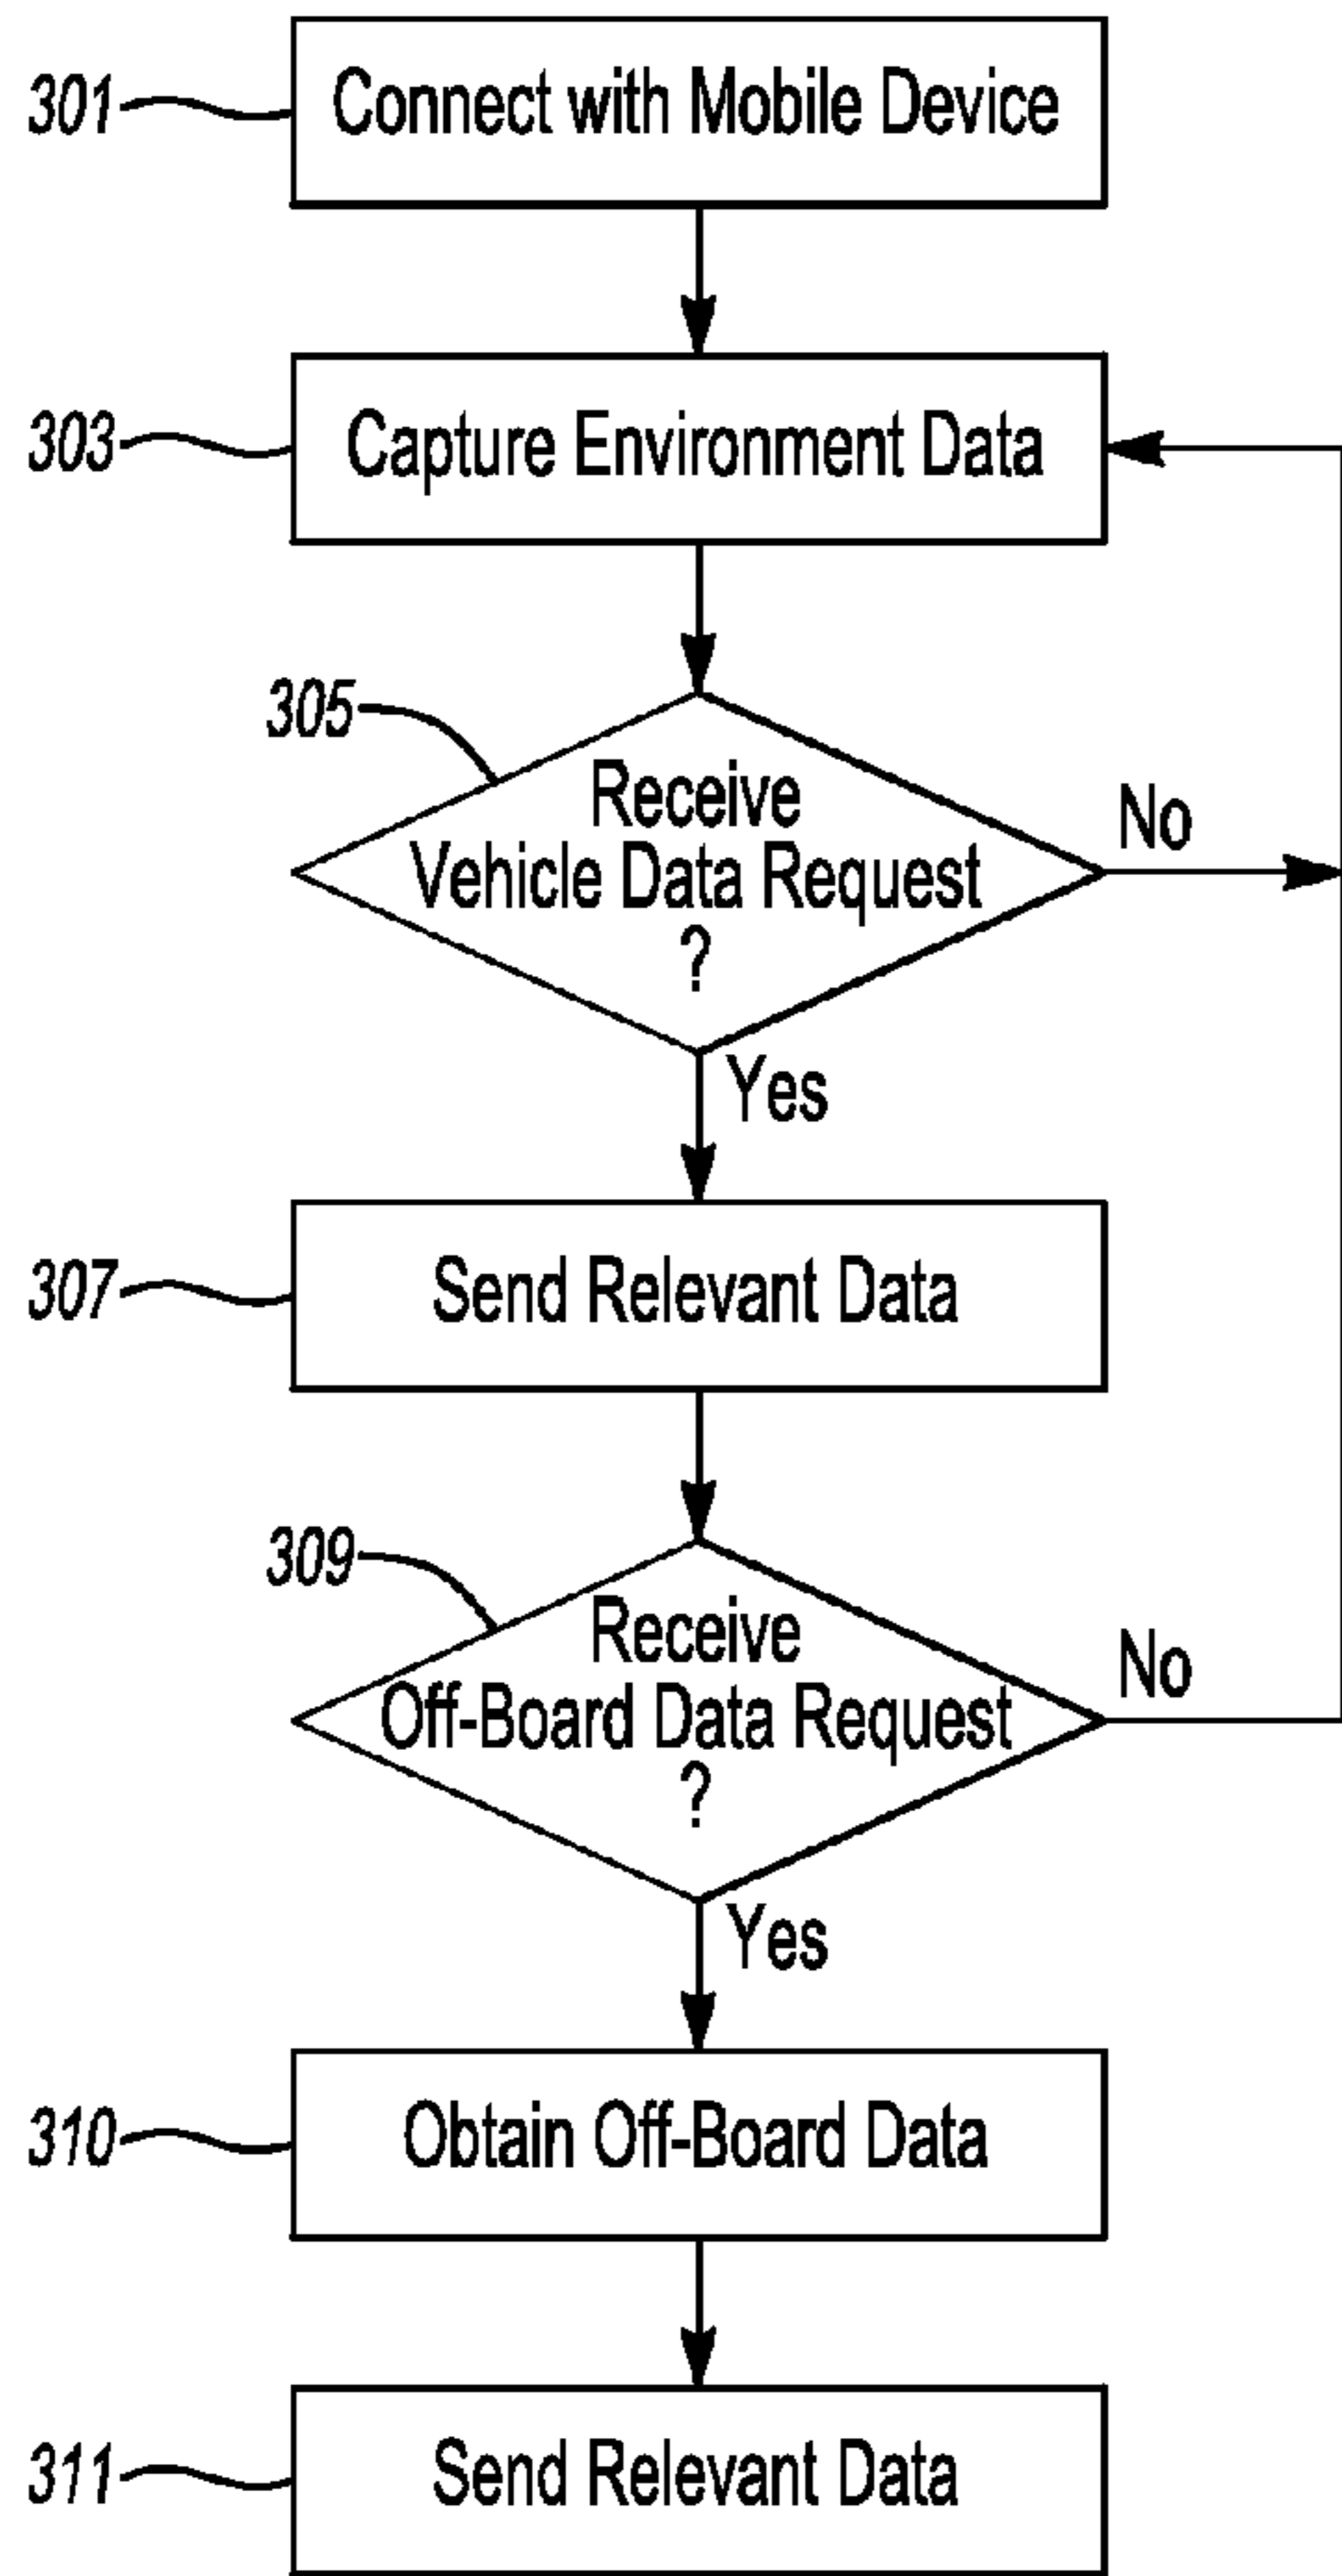 301
Connect with Mobile Device
303
Capture Environment Data
305
Receive
Vehicle Data Request
?
No
Yes
307
Send Relevant Data
309
Receive
Off-Board Data Request
?
No
Yes
310
Obtain Off-Board Data
311
Send Relevant Data